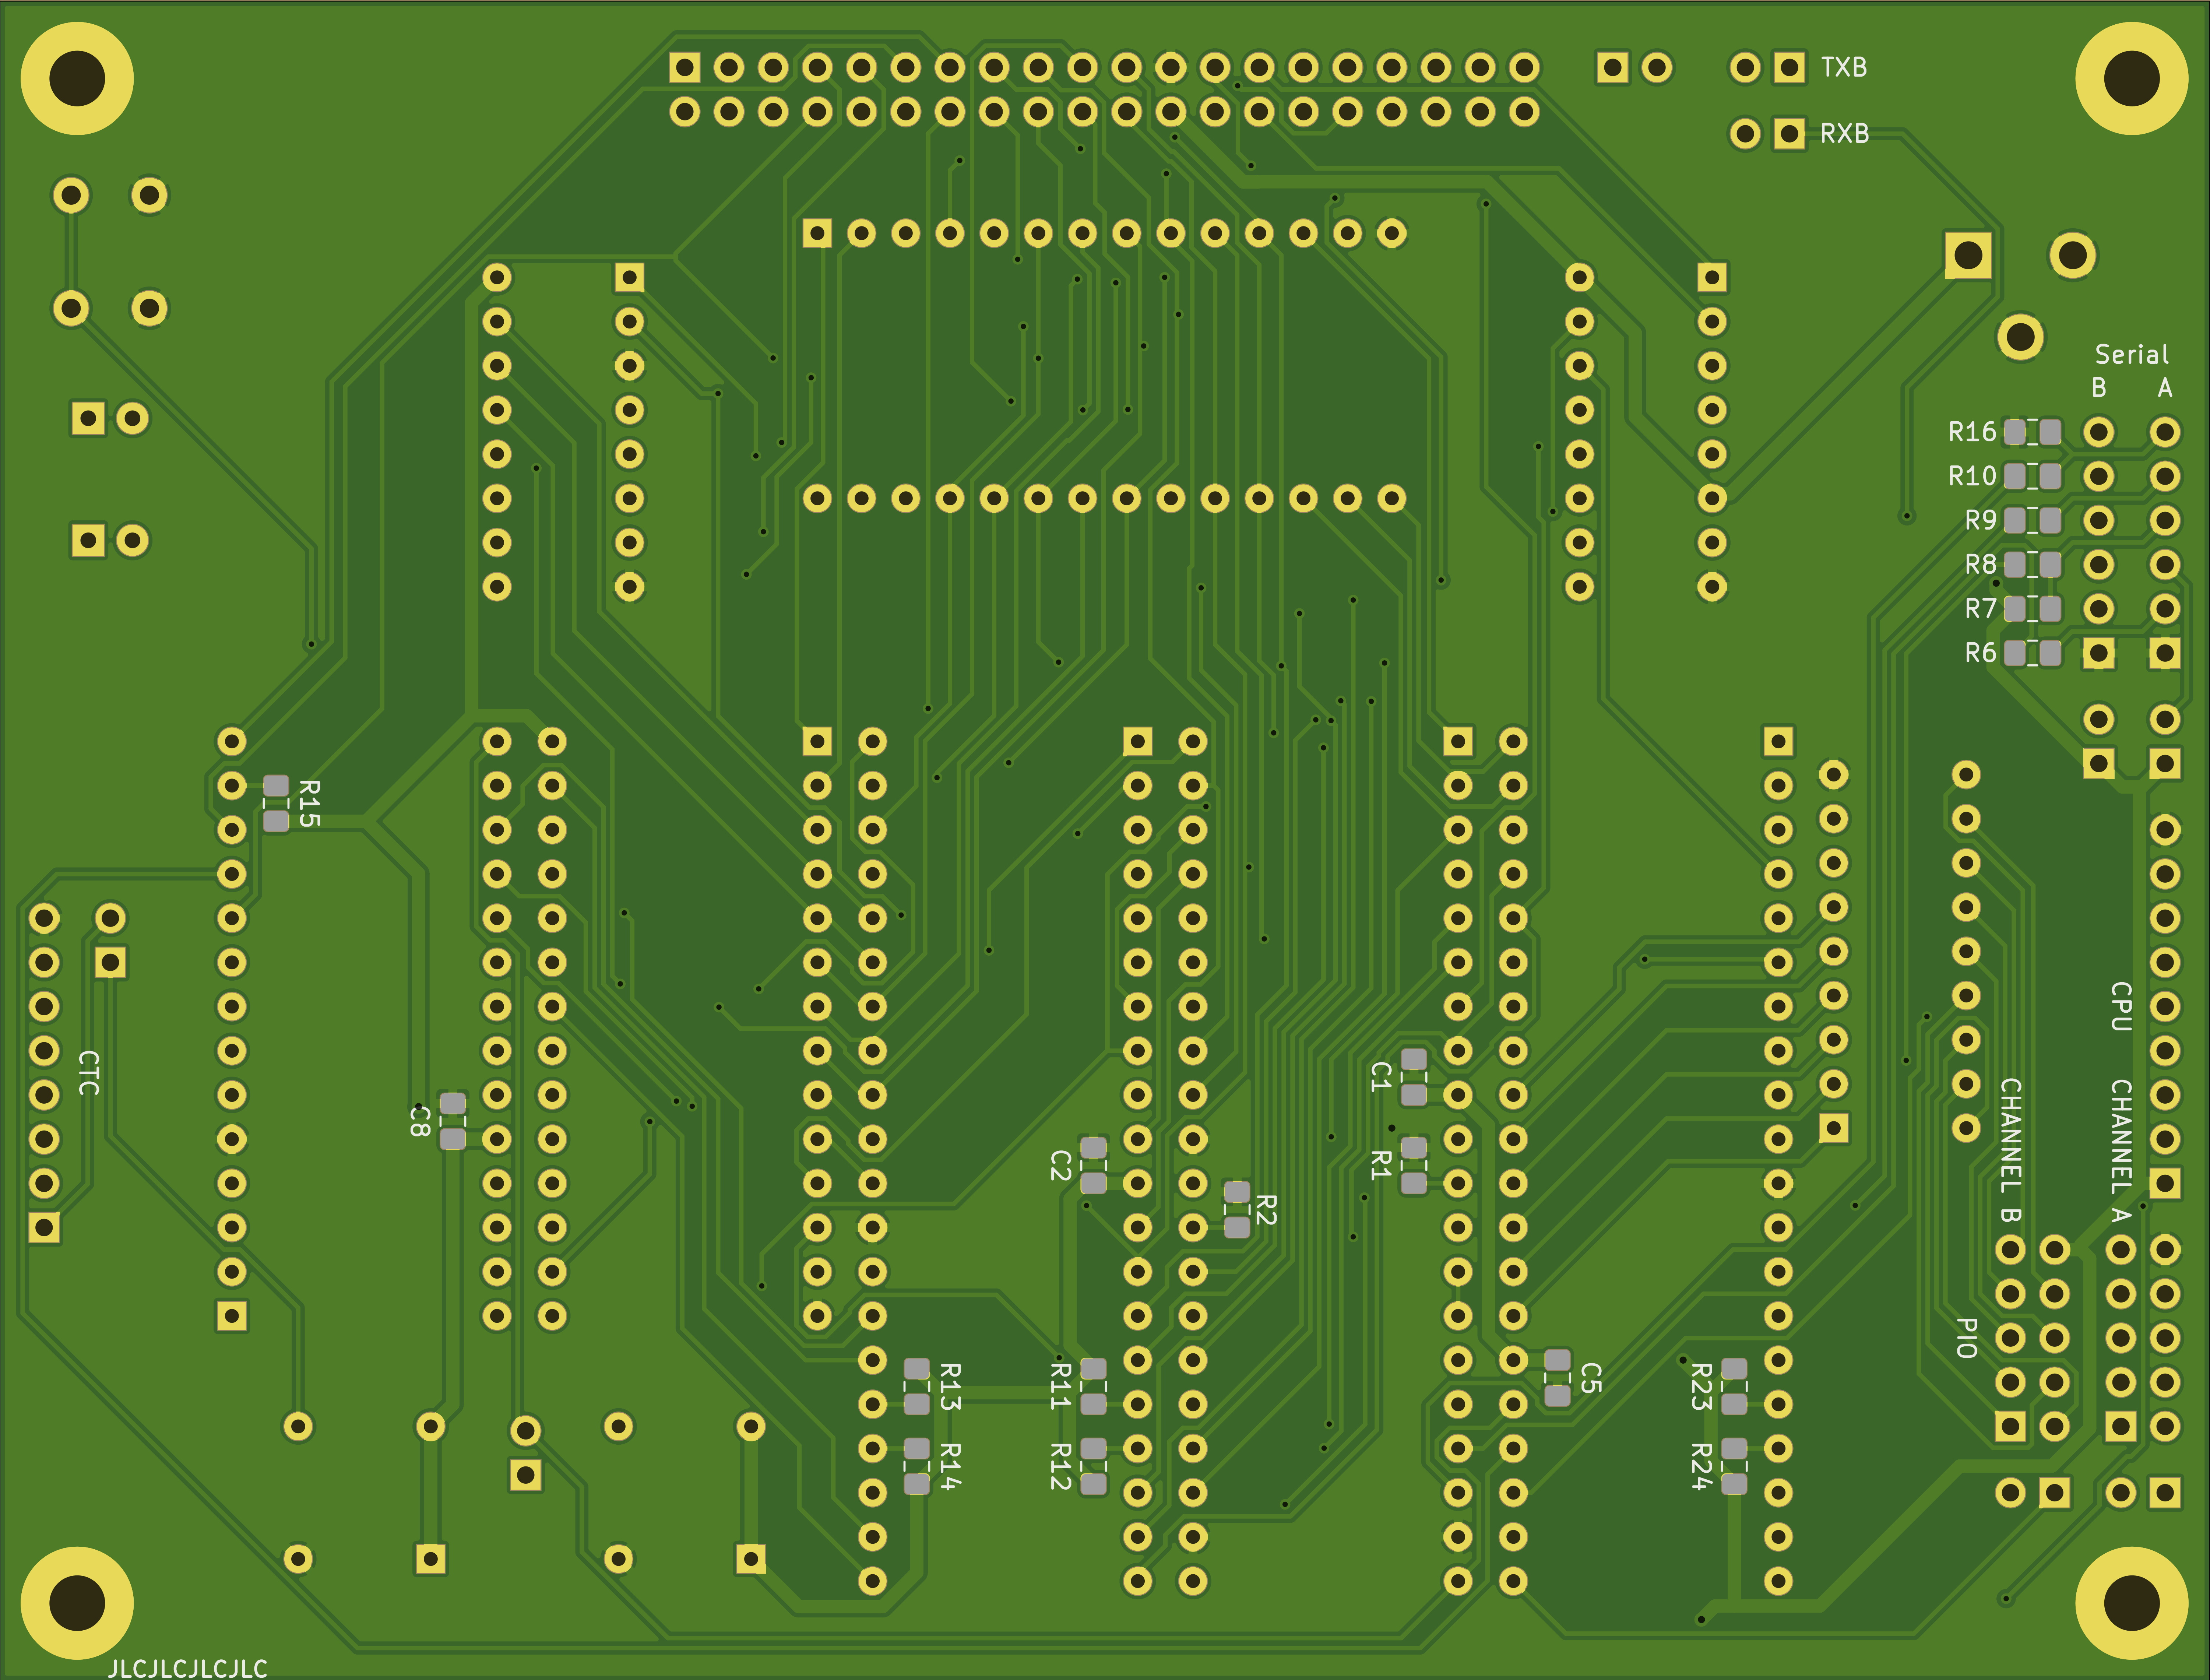 TXB
RXB
Serial
B A
R16
R10
R9
R8
R7
R6
R15
CPU
CTC
C1
C8
CHANNEL B
CHANNEL A
C2
R1
R2
PIO
R13
R11
C5
R23
R14
R12
R24
JLCJLCJLCJLC